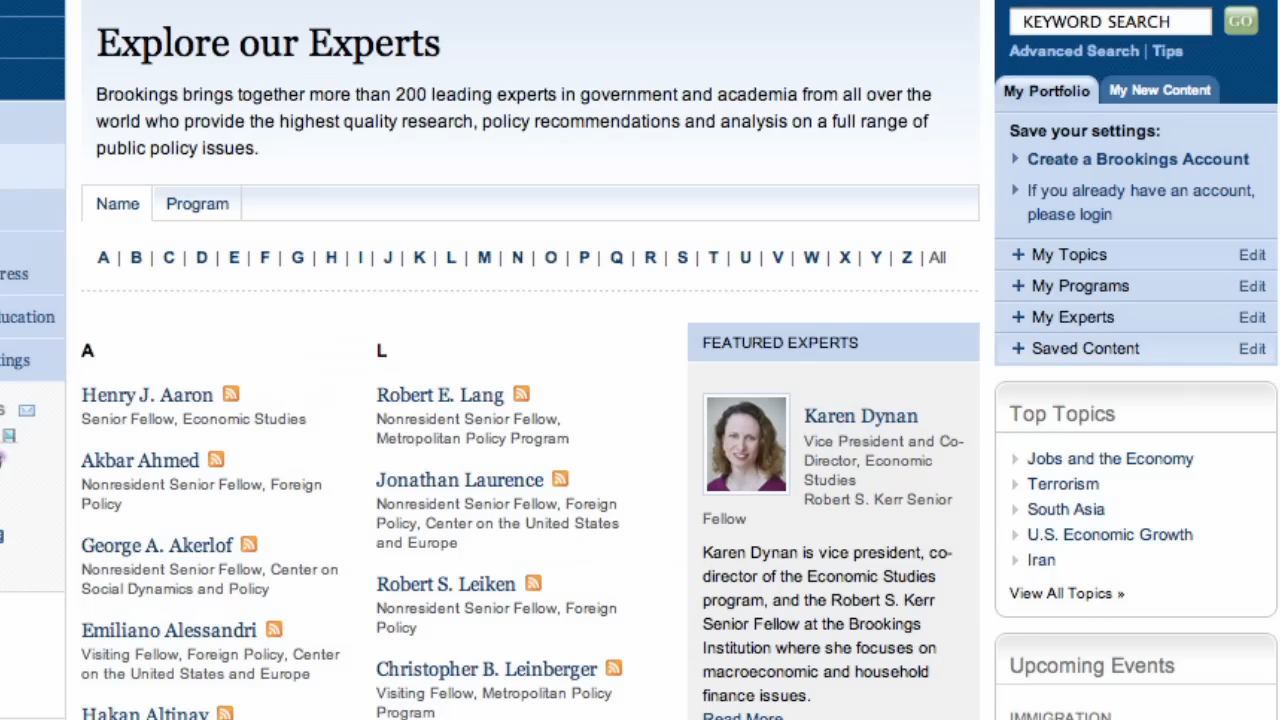 Explore our Experts
Brookings brings together more than 200 leading experts in government and academia from all over the
world who provide the highest quality research, policy recommendations and analysis on a full range of
public policy issues.
Name
Program
A | B | C | D | E | F | G | H | I | J | K | L | M | N | O | P | Q | R | S | T | U | V | W | X | Y | Z | All
A
Henry J. Aaron
Senior Fellow, Economic Studies
Akbar Ahmed
Nonresident Senior Fellow, Foreign
Policy
George A. Akerlof
Nonresident Senior Fellow, Center on
Social Dynamics and Policy
Emiliano Alessandri
Visiting Fellow, Foreign Policy, Center
on the United States and Europe
Hakan Altinay
L
Robert E. Lang
Nonresident Senior Fellow,
Metropolitan Policy Program
Jonathan Laurence
Nonresident Senior Fellow, Foreign
Policy, Center on the United States
and Europe
Robert S. Leiken
Nonresident Senior Fellow, Foreign
Policy
Christopher B. Leinberger
Visiting Fellow, Metropolitan Policy
Program
FEATURED EXPERTS
Karen Dynan
Vice President and Co-
Director, Economic
Studies
Robert S. Kerr Senior
Fellow
Karen Dynan is vice president, co-
director of the Economic Studies
program, and the Robert S. Kerr
Senior Fellow at the Brookings
Institution where she focuses on
macroeconomic and household
finance issues.
Read More
KEYWORD SEARCH
GO
Advanced Search | Tips
My Portfolio
My New Content
Save your settings:
Create a Brookings Account
If you already have an account,
please login
+ My Topics Edit
+ My Programs Edit
+ My Experts Edit
+ Saved Content Edit
Top Topics
Jobs and the Economy
Terrorism
South Asia
U.S. Economic Growth
Iran
View All Topics »
Upcoming Events
IMMIGRATION
ress
ucation
ings
s